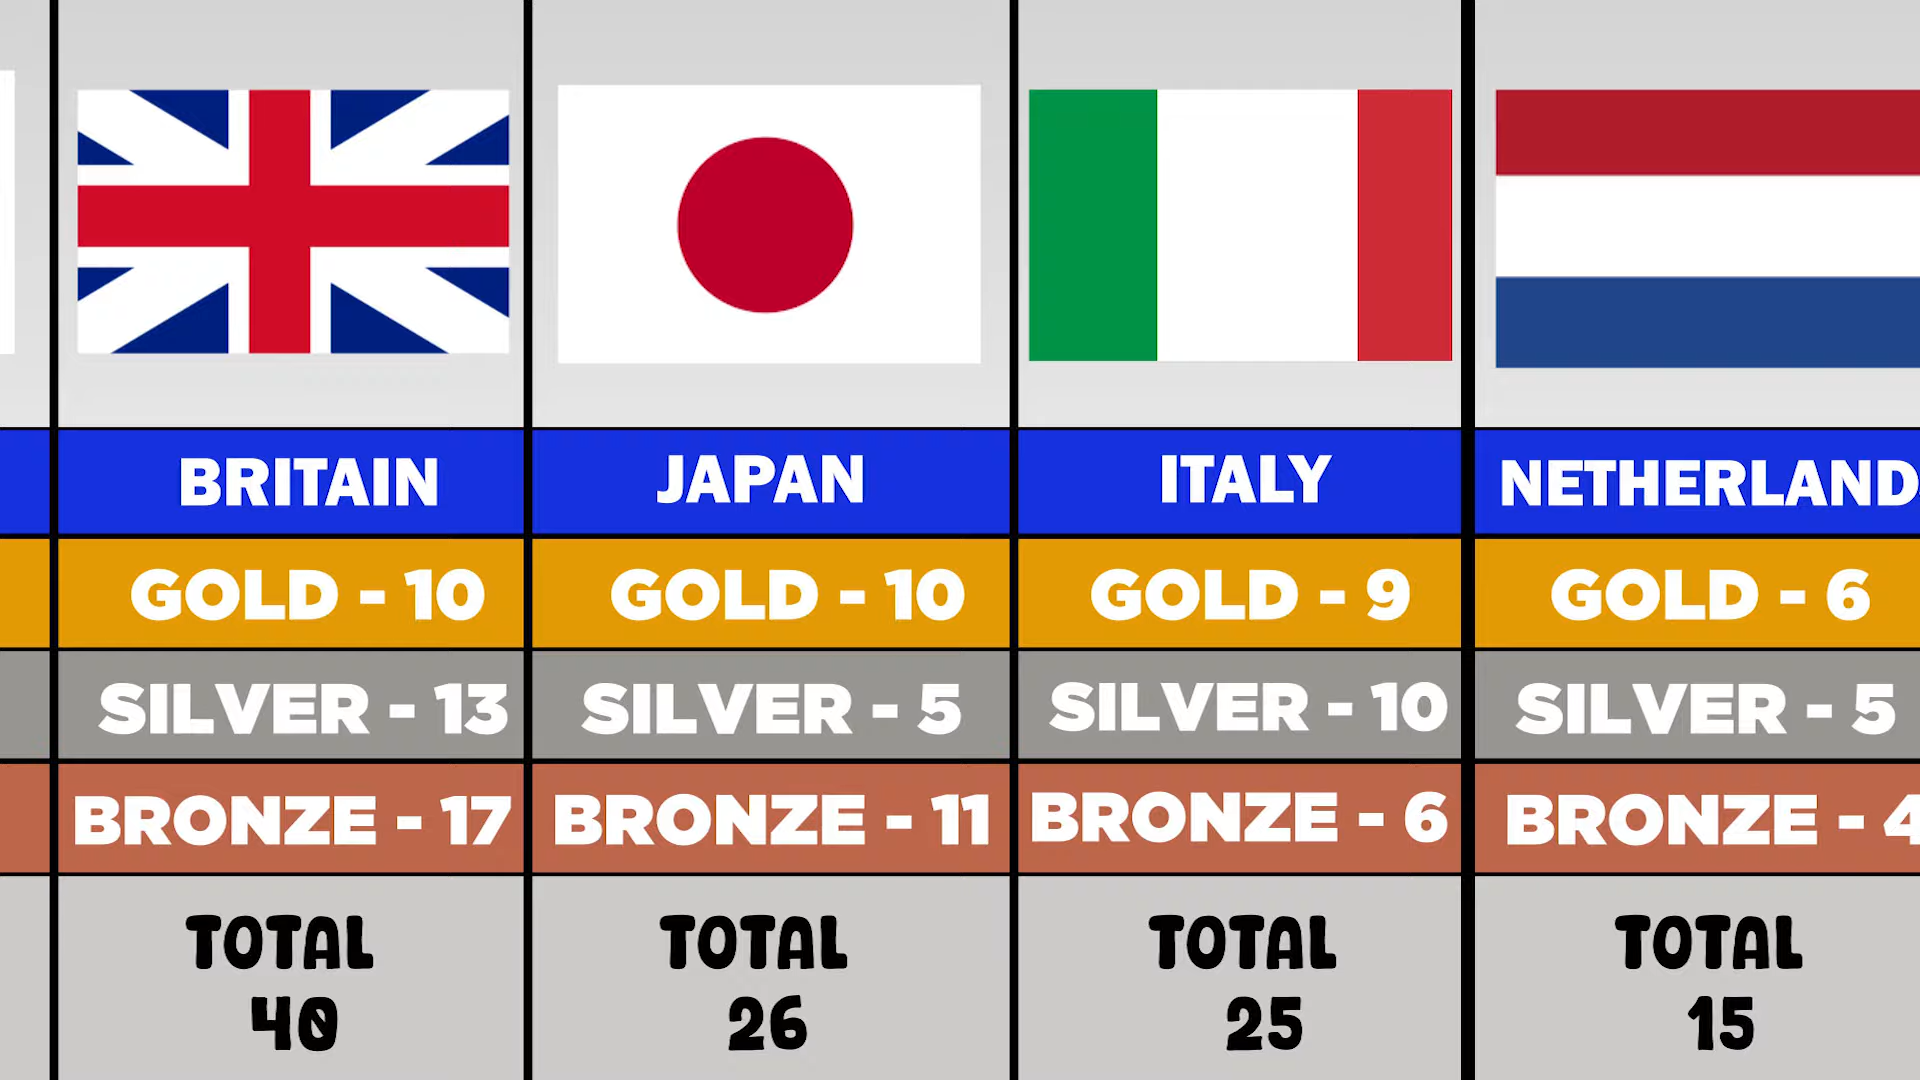 BRITAIN
GOLD - 10
SILVER - 13
BRONZE - 17
TOTAL
40
JAPAN
GOLD - 10
SILVER - 5
BRONZE - 11
TOTAL
26
ITALY
GOLD - 9
SILVER - 10
BRONZE - 6
TOTAL
25
NETHERLAND
GOLD - 6
SILVER - 5
BRONZE - 4
TOTAL
15